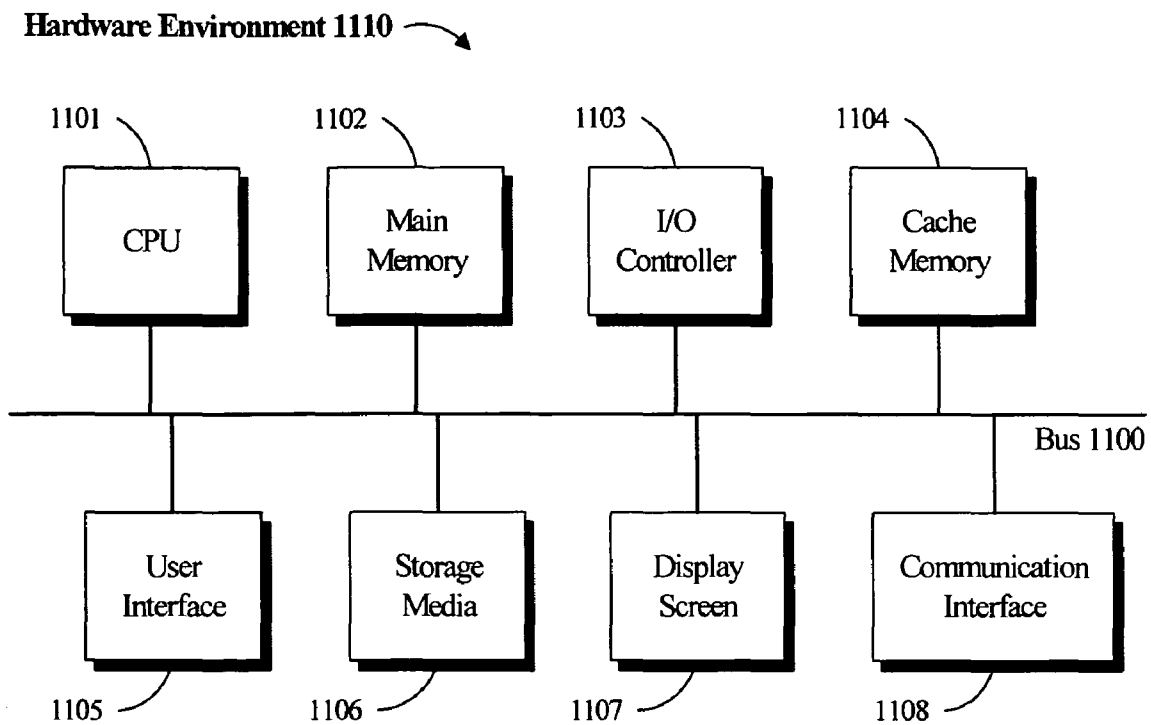 Hardware Environment 1110
1101
1102
1103
1104
CPU
Main
Memory
I/O
Controller
Cache
Memory
Bus 1100
User
Interface
Storage
Media
Display
Screen
Communication
Interface
1105
1106
1107
1108